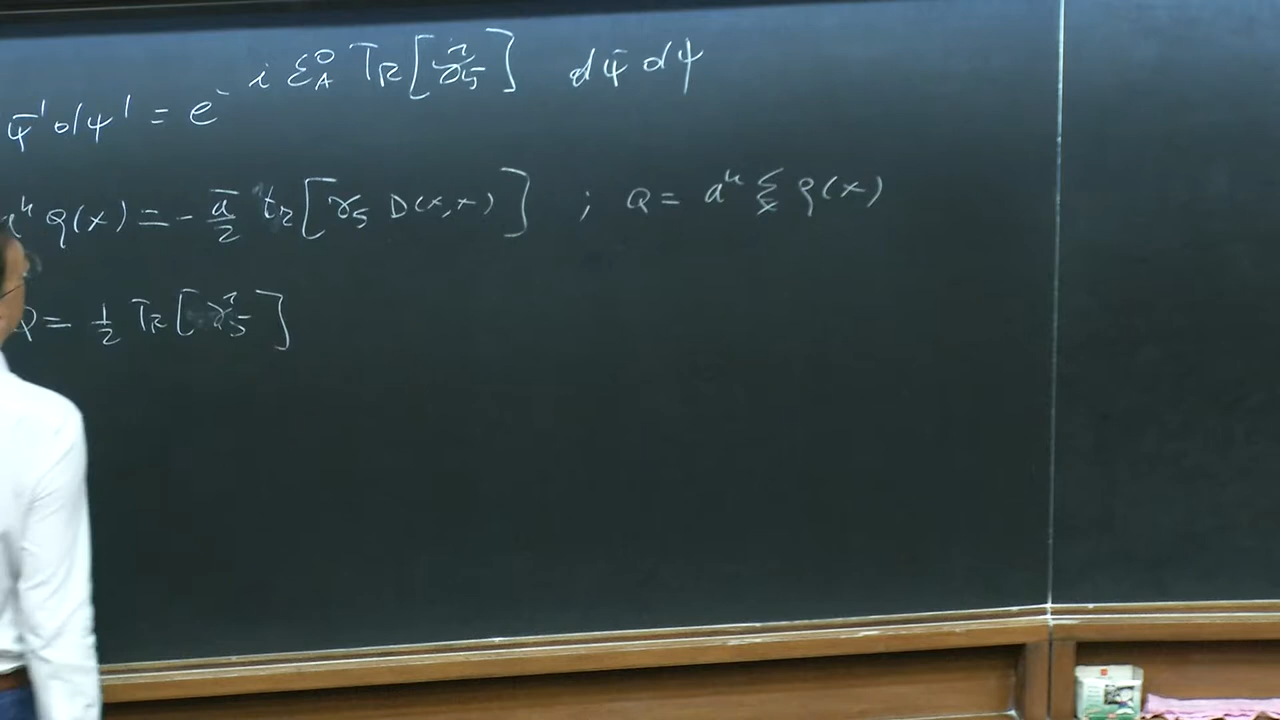 ψ̄' dψ' = e^{-i ε_A^0 Tr[γ̂_5]} dψ̄ dψ
a^4 q(x) = - ā/2 tr[γ_5 D(x,x)] ; Q = a^4 Σ_x q(x)
Q = 1/2 Tr[γ̂_5]